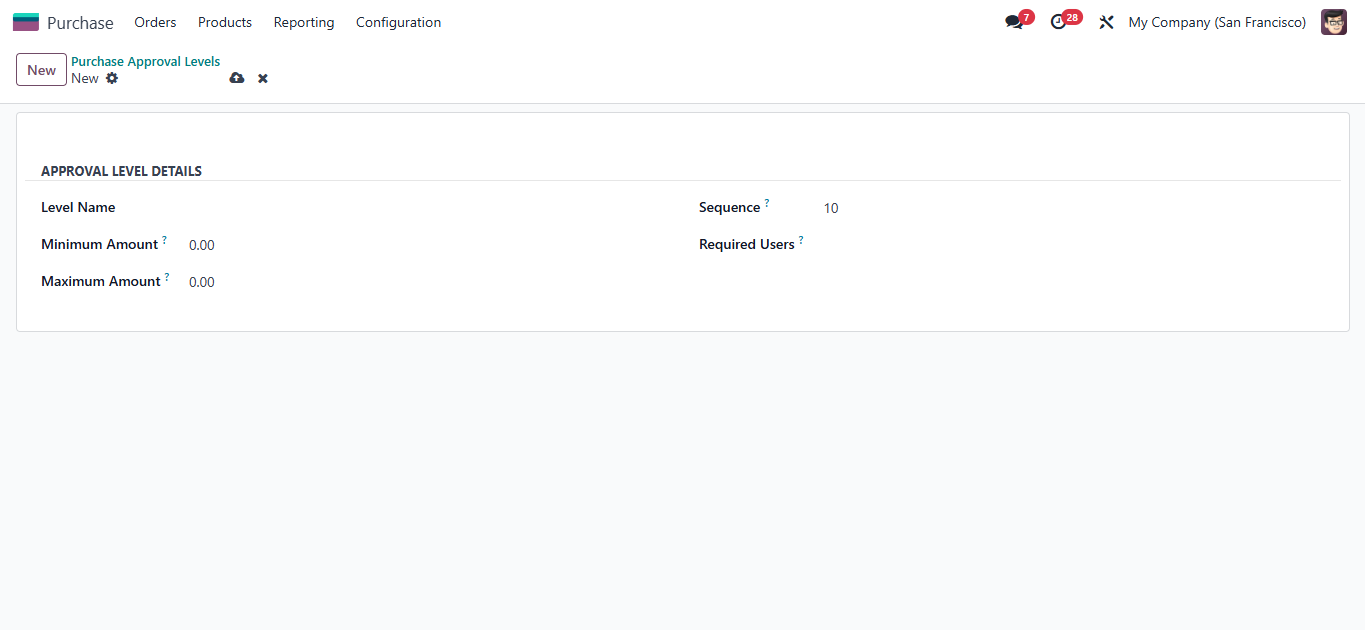 Purchase Orders Products Reporting Configuration 7 28 My Company (San Francisco)
New Purchase Approval Levels
New
APPROVAL LEVEL DETAILS
Level Name Sequence ? 10
Minimum Amount ? 0.00 Required Users ?
Maximum Amount ? 0.00